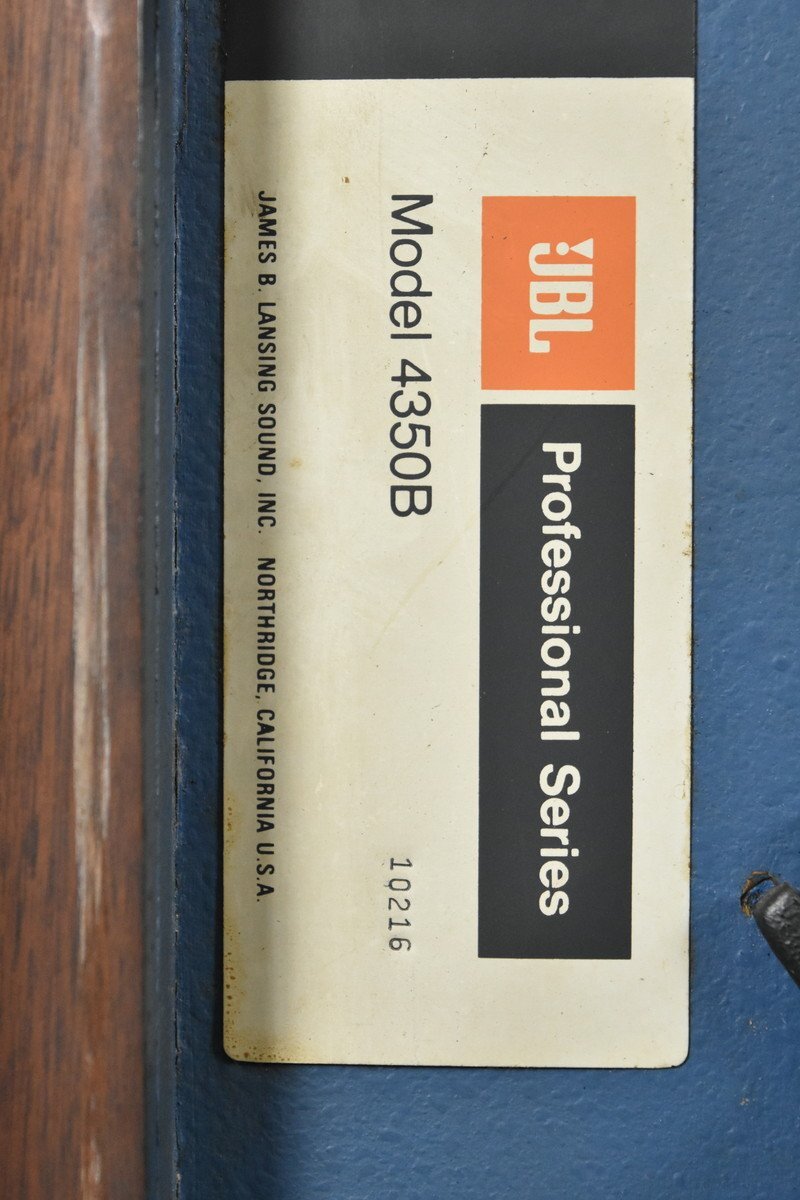 JBL Professional Series
Model 4350B 10216
JAMES B. LANSING SOUND, INC. NORTHRIDGE, CALIFORNIA U.S.A.